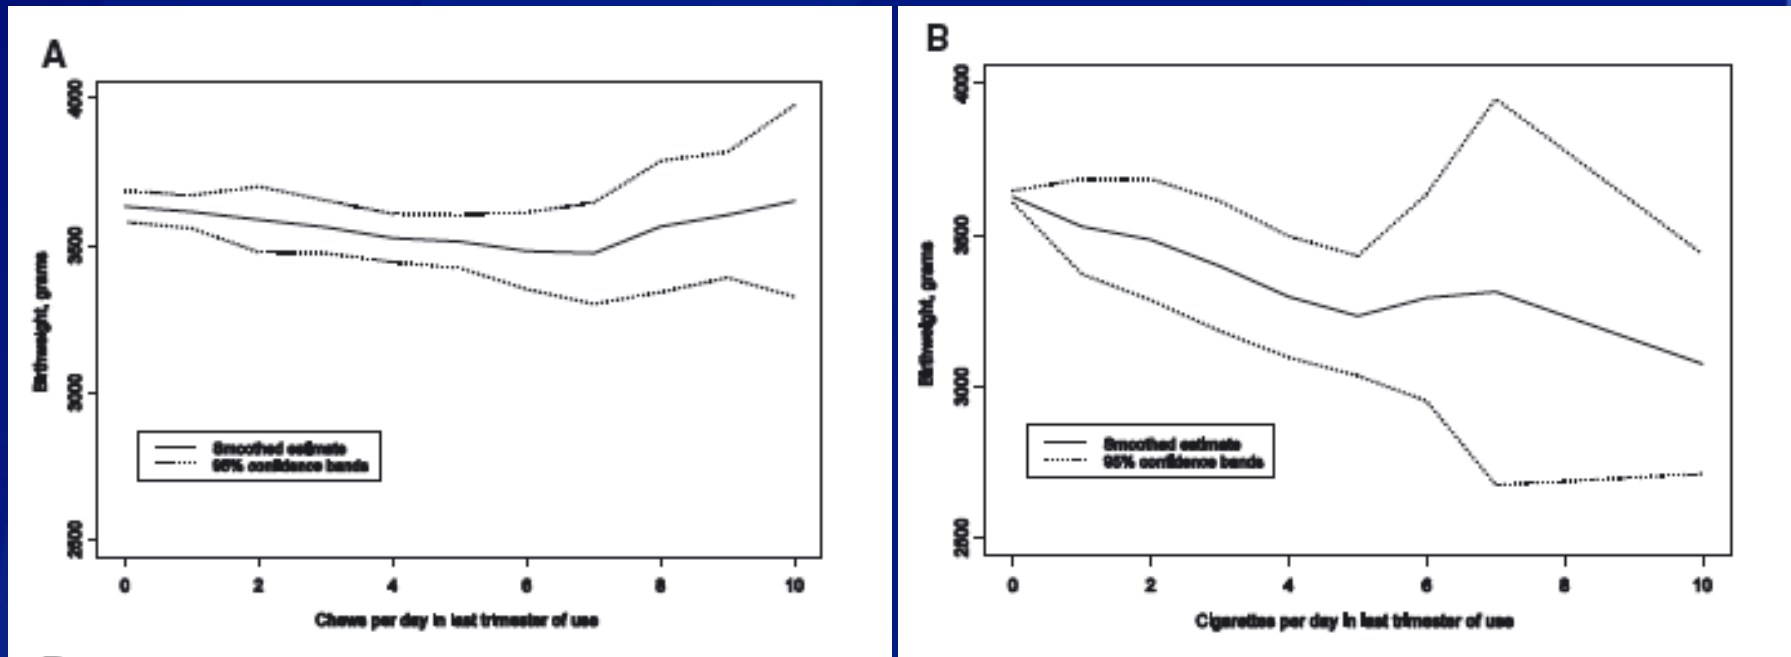 A
4000
3500
3000
2500
Birthweight, grams
Smoothed estimate
95% confidence bands
0 2 4 6 8 10
Chews per day in last trimester of use
B
4000
3500
3000
2500
Birthweight, grams
Smoothed estimate
95% confidence bands
0 2 4 6 8 10
Cigarettes per day in last trimester of use